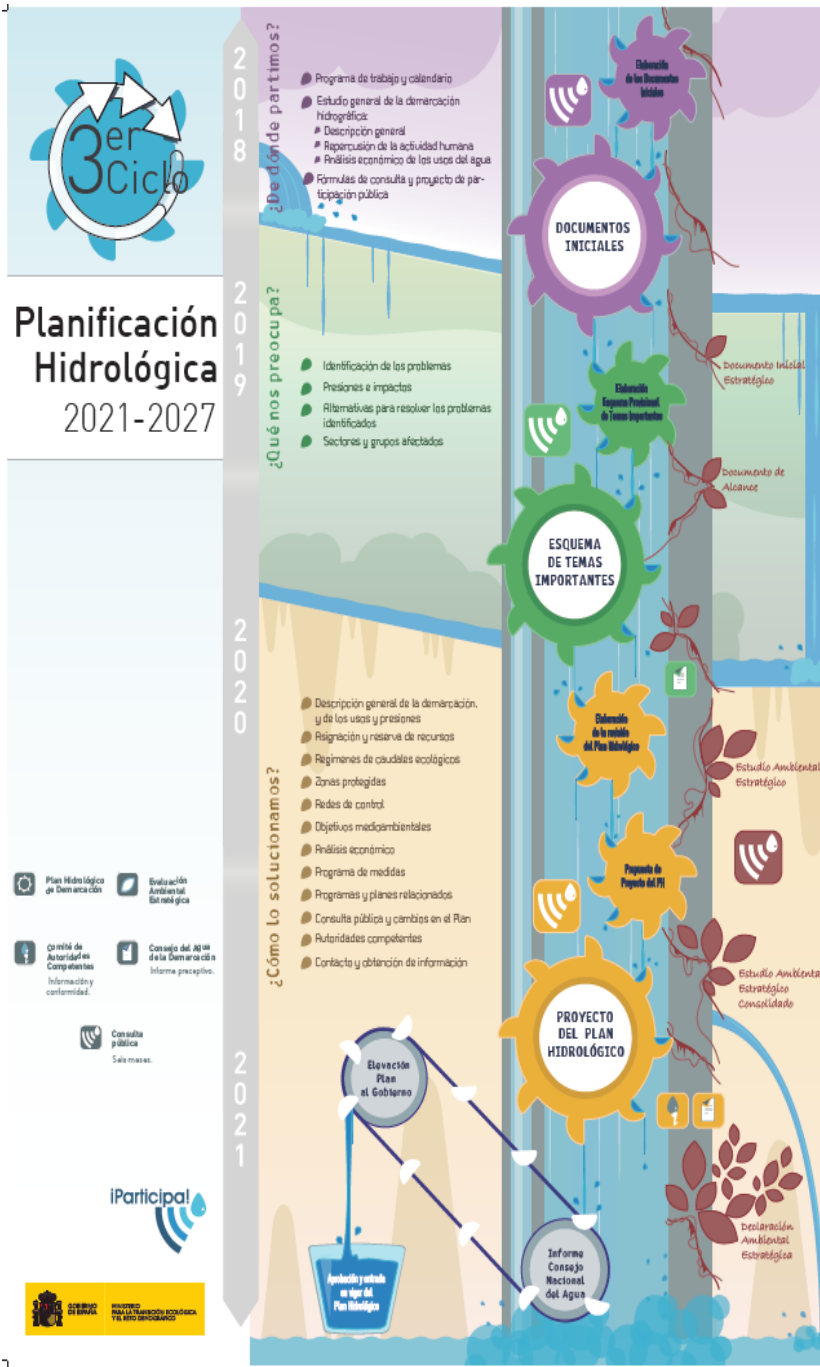 3er
Ciclo
Planificación
Hidrológica
2021-2027
2018
2019
2020
2021
¿De dónde partimos?
Programa de trabajo y calendario
Estudio general de la demarcación
hidrográfica:
Descripción general
Repercusión de la actividad humana
Análisis económico de los usos del agua
Fórmulas de consulta y proyecto de par-
ticipación pública
Elaboración
de los Documentos
Iniciales
DOCUMENTOS
INICIALES
¿Qué nos preocupa?
Identificación de los problemas
Presiones e impactos
Alternativas para resolver los problemas
identificados
Sectores y grupos afectados
Elaboración
Esquema Provisional
de Temas Importantes
Documento Inicial
Estratégico
Documento de
Alcance
ESQUEMA
DE TEMAS
IMPORTANTES
¿Cómo lo solucionamos?
Descripción general de la demarcación,
y de los usos y presiones
Asignación y reserva de recursos
Regímenes de caudales ecológicos
Zonas protegidas
Redes de control
Objetivos medioambientales
Análisis económico
Programa de medidas
Programas y planes relacionados
Consulta pública y cambios en el Plan
Autoridades competentes
Contacto y obtención de información
Elaboración
de la revisión
del Plan Hidrológico
Estudio Ambiental
Estratégico
Propuesta de
Proyecto del PH
Estudio Ambiental
Estratégico
Consolidado
PROYECTO
DEL PLAN
HIDROLÓGICO
Elevación
Plan
al Gobierno
Informe
Consejo
Nacional
del Agua
Declaración
Ambiental
Estratégica
Aprobación y entrada
en vigor del
Plan Hidrológico
Plan Hidrológico
de Demarcación
Evaluación
Ambiental
Estratégica
Comité de
Autoridades
Competentes
Información y
conformidad.
Consejo del Agua
de la Demarcación
Informe preceptivo.
Consulta
pública
Seis meses.
¡Participa!
GOBIERNO
DE ESPAÑA
MINISTERIO
PARA LA TRANSICIÓN ECOLÓGICA
Y EL RETO DEMOGRÁFICO